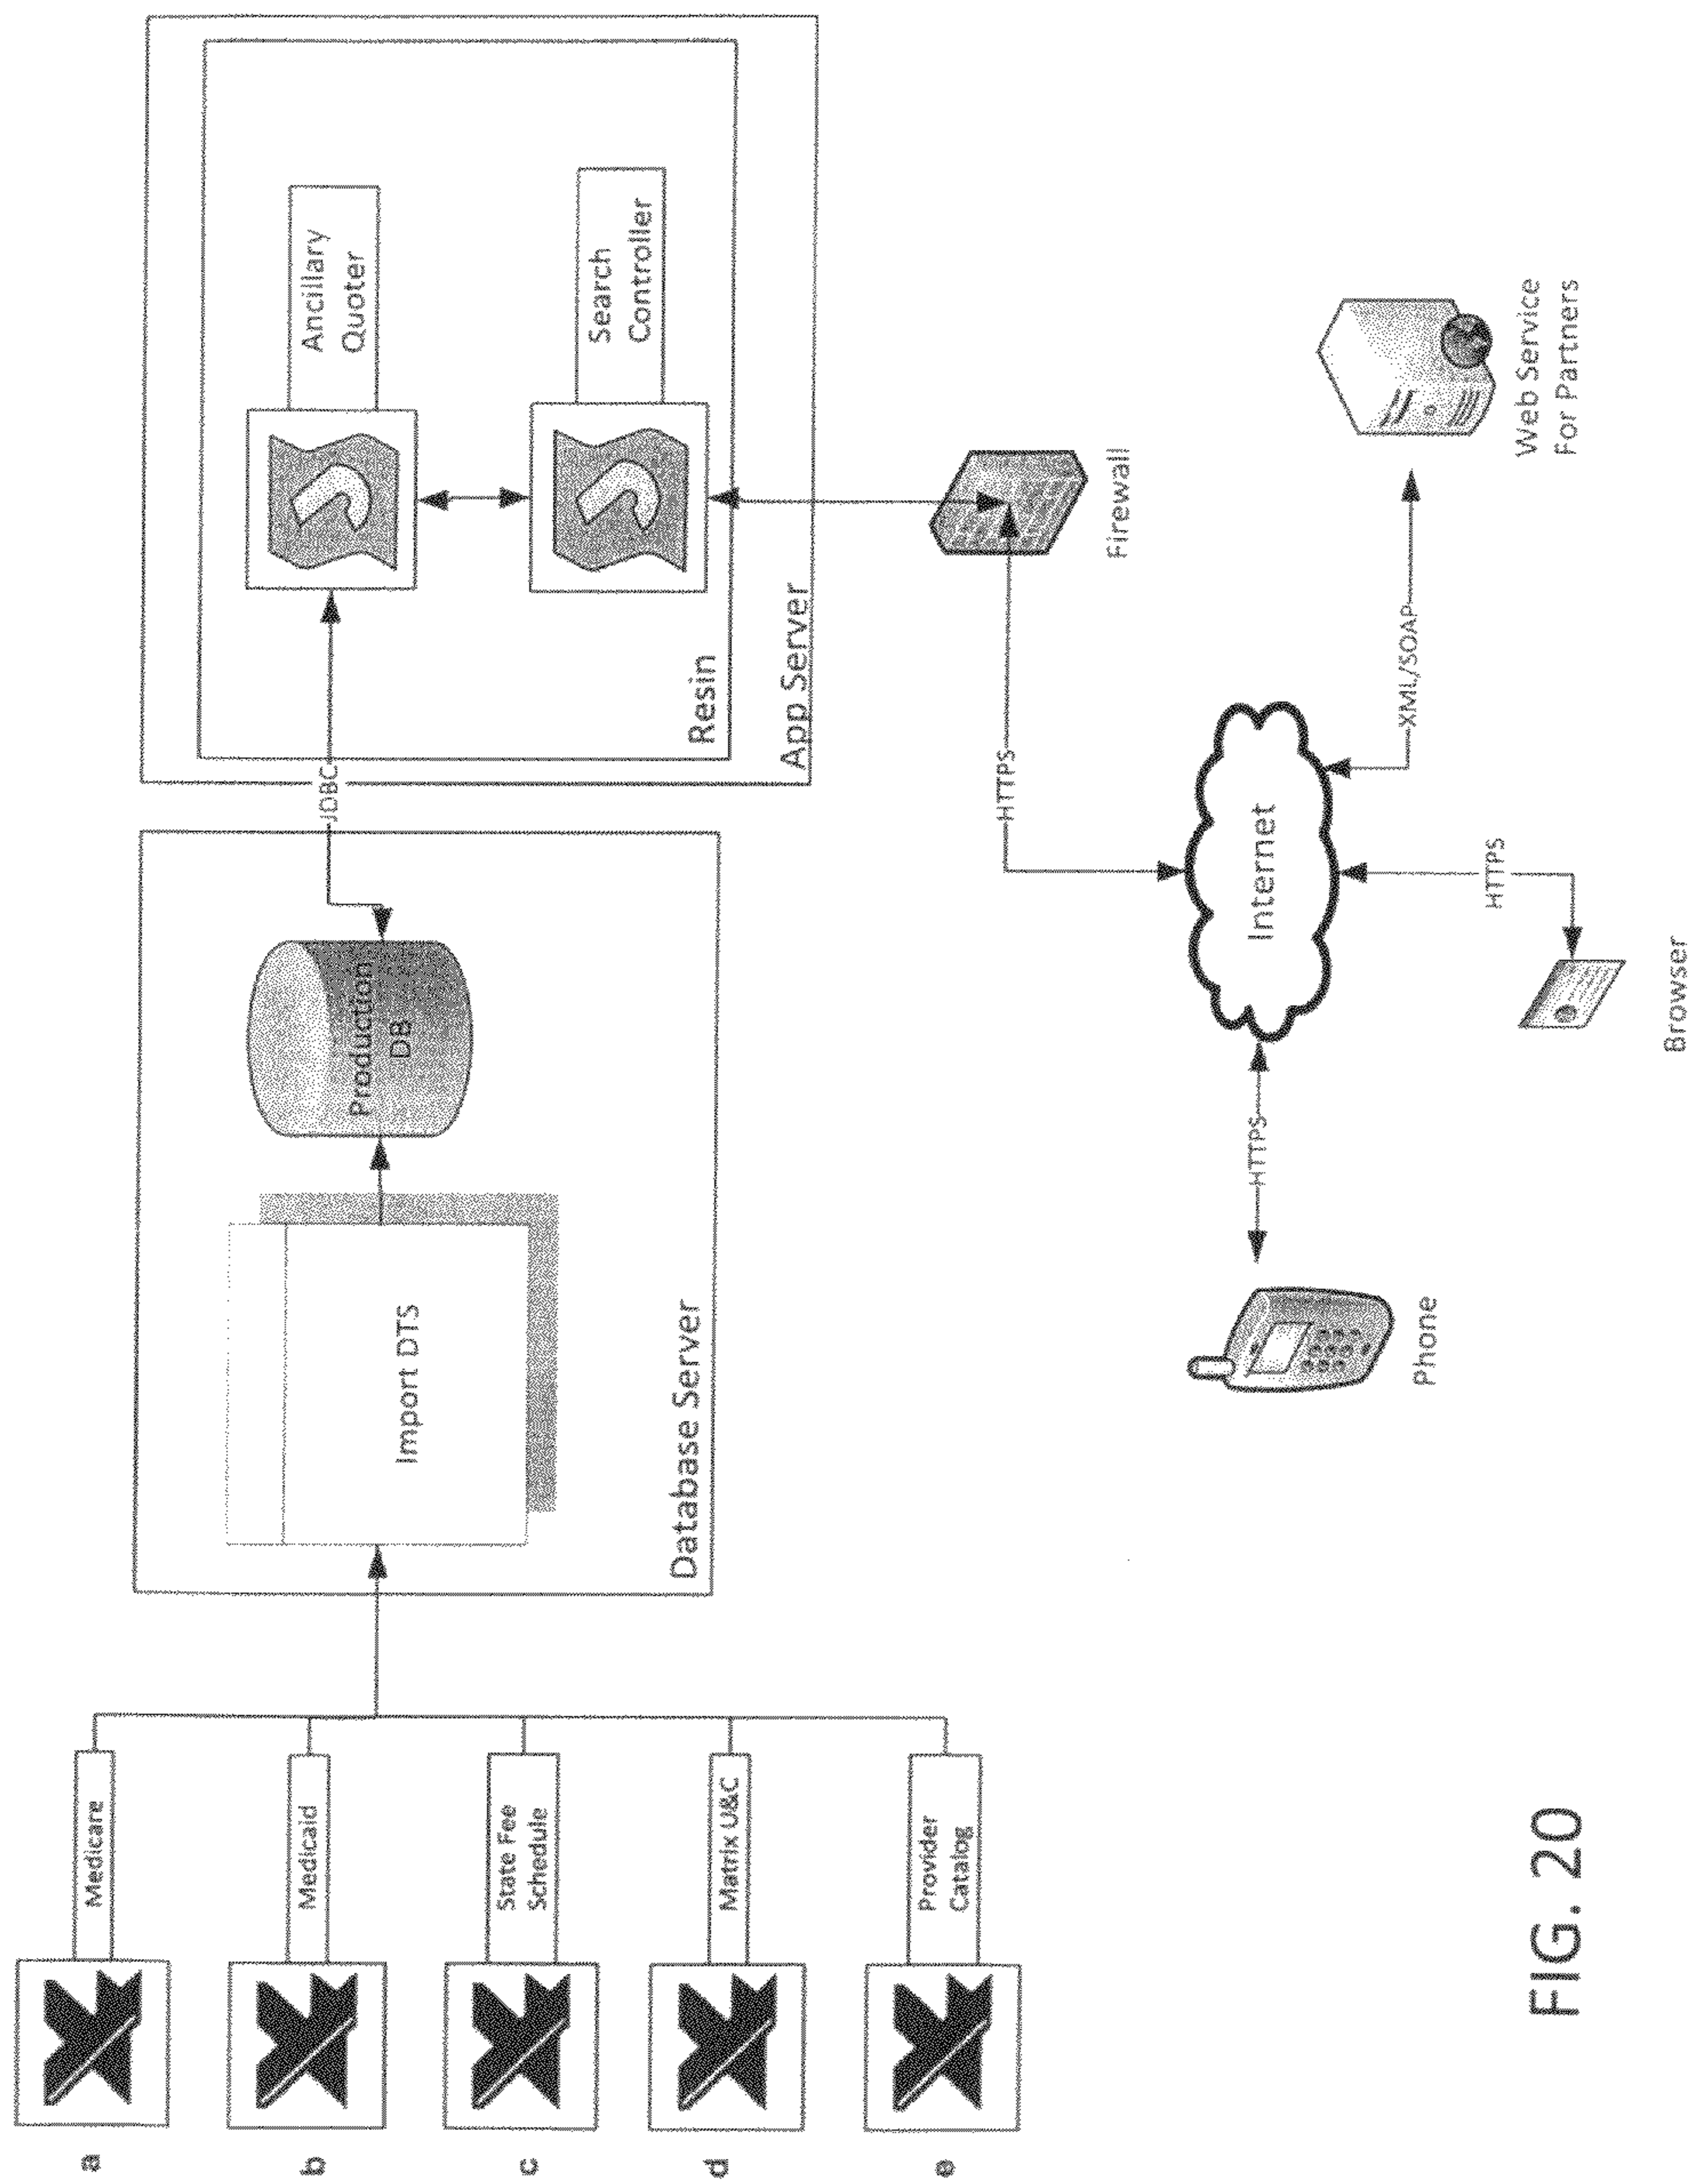 a
Medicare
b
Medicaid
c
State Fee
Schedule
d
Matrix U&C
e
Provider
Catalog
Import DTS
Production
DB
Database Server
JDBC
Ancillary
Quoter
Search
Controller
Resin
App Server
Firewall
HTTPS
Internet
HTTPS
Phone
HTTPS
Browser
XML/SOAP
Web Service
For Partners
FIG. 20